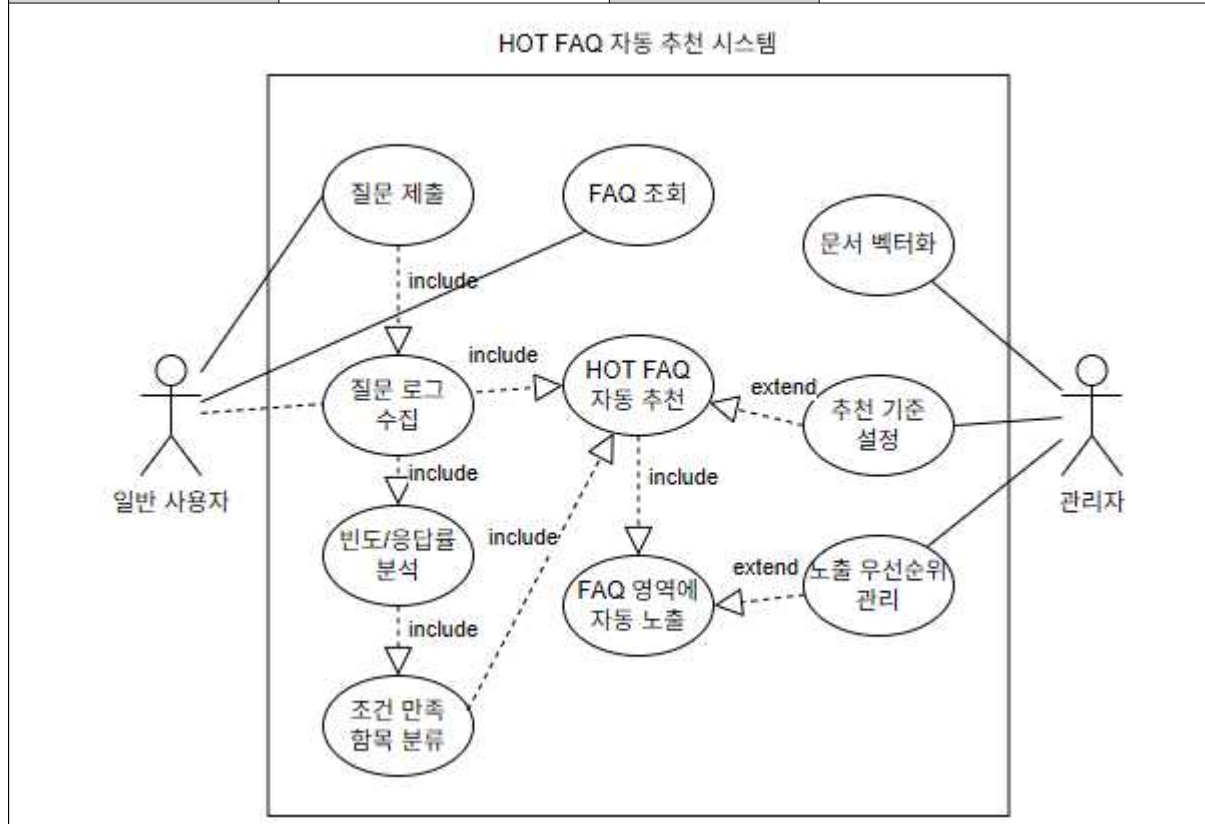 HOT FAQ 자동 추천 시스템
질문 제출
FAQ 조회
문서 벡터화
include
include
질문 로그
수집
HOT FAQ
자동 추천
extend
추천 기준
설정
일반 사용자
관리자
include
include
빈도/응답률
분석
include
FAQ 영역에
자동 노출
extend
노출 우선순위
관리
include
조건 만족
항목 분류